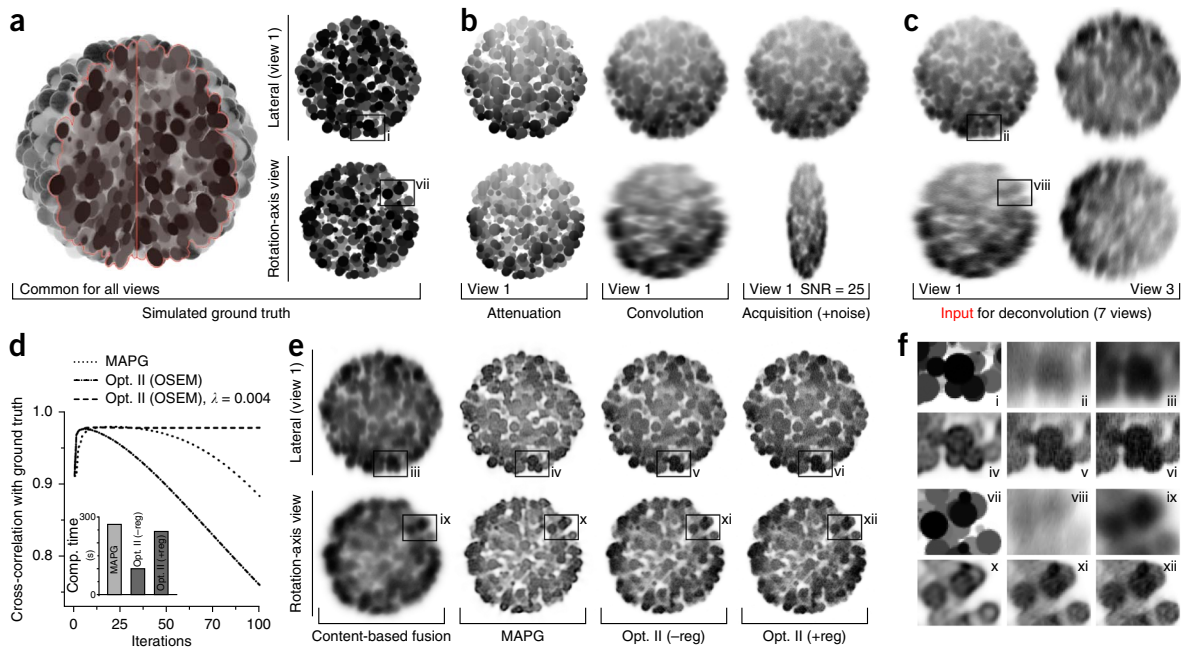 a
Lateral (view 1)
Rotation-axis view
i
vii
Common for all views
Simulated ground truth
b
View 1
Attenuation
View 1
Convolution
View 1 SNR = 25
Acquisition (+noise)
c
ii
viii
View 1
View 3
Input for deconvolution (7 views)
d
MAPG
Opt. II (OSEM)
Opt. II (OSEM), λ = 0.004
Cross-correlation with ground truth
1.0
0.9
0.8
Comp. time
(s)
300
0
MAPG
Opt. II (−reg)
Opt. II (+reg)
0
25
50
70
100
Iterations
e
Lateral (view 1)
Rotation-axis view
iii
iv
v
vi
ix
x
xi
xii
Content-based fusion
MAPG
Opt. II (−reg)
Opt. II (+reg)
f
i
ii
iii
iv
v
vi
vii
viii
ix
x
xi
xii